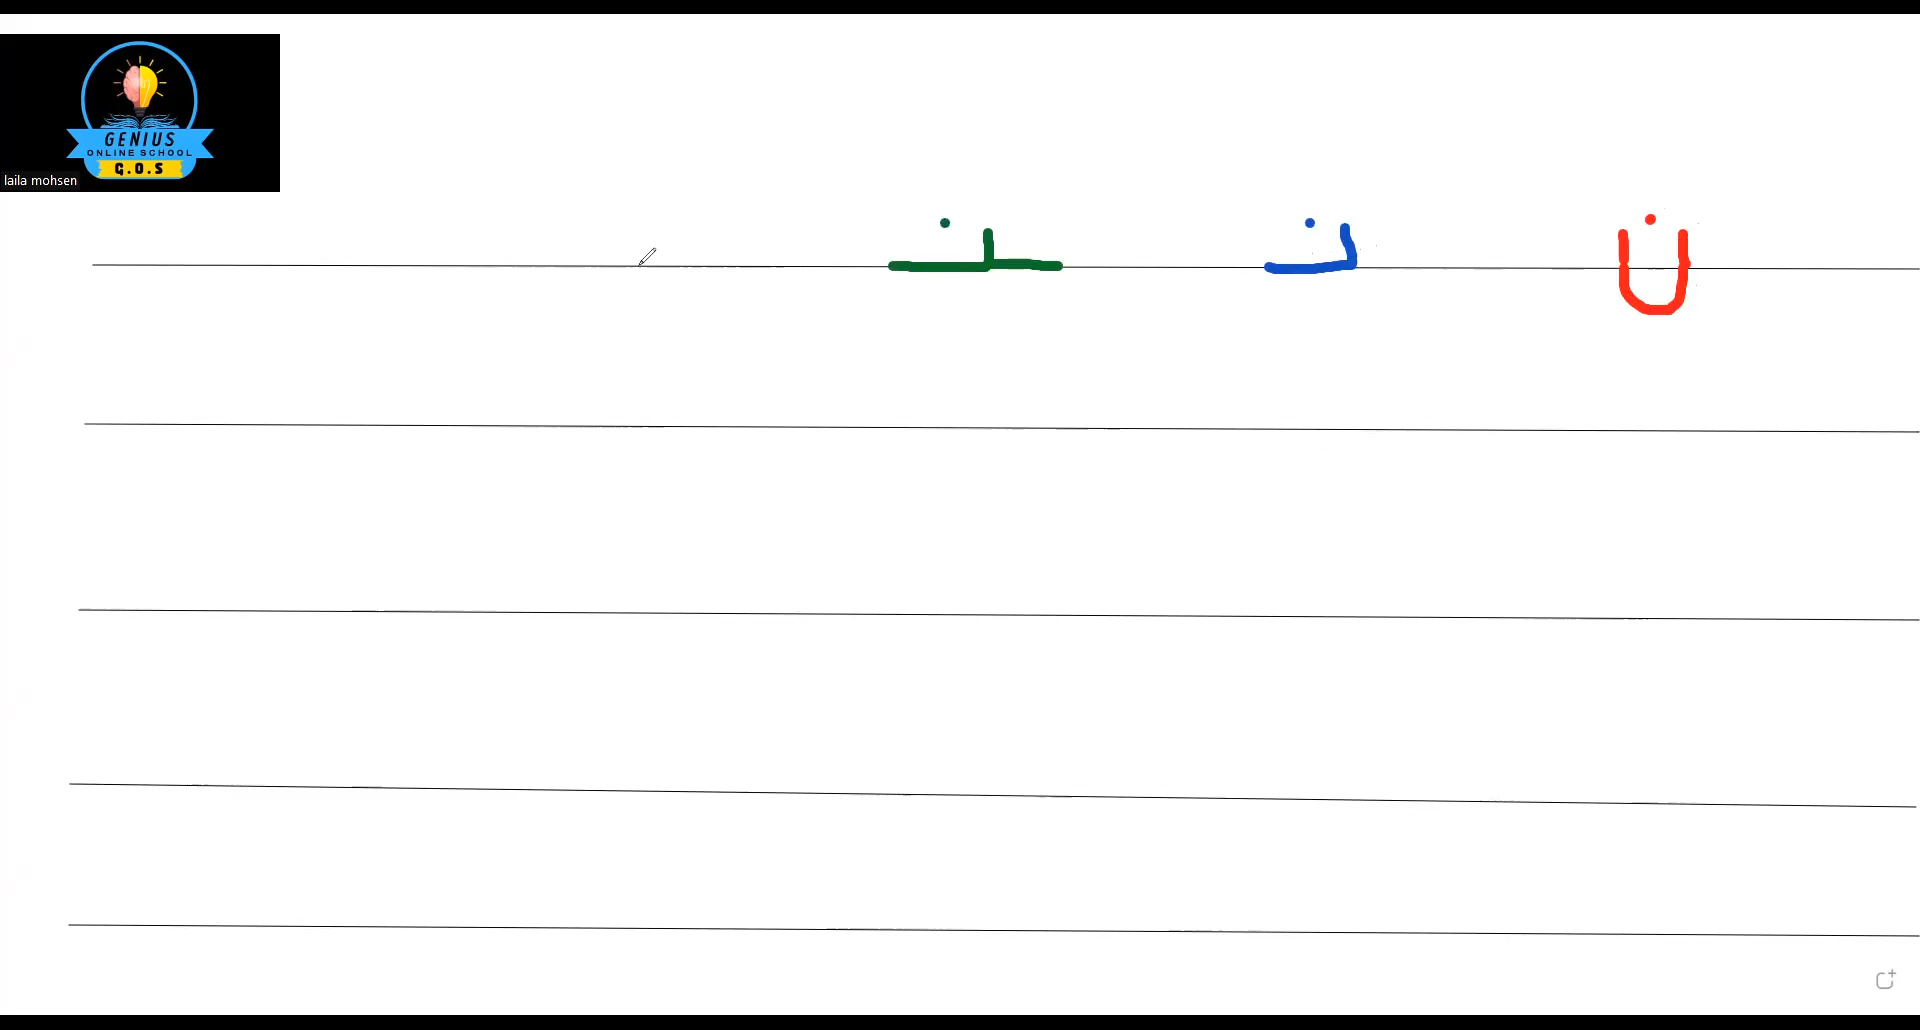 GENIUS
ONLINE SCHOOL
G.O.S
laila mohsen
ن نـ ـنـ